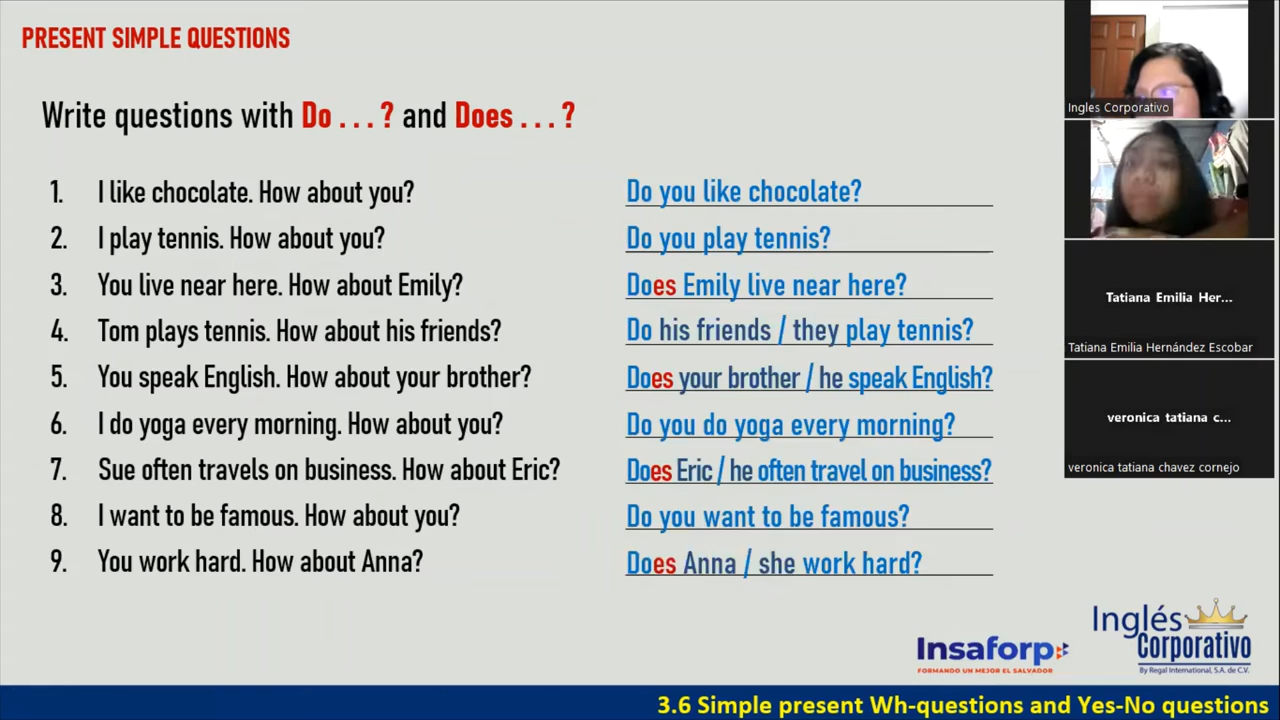 PRESENT SIMPLE QUESTIONS
Write questions with Do . . . ? and Does . . . ?
1. I like chocolate. How about you? Do you like chocolate?
2. I play tennis. How about you? Do you play tennis?
3. You live near here. How about Emily? Does Emily live near here?
4. Tom plays tennis. How about his friends? Do his friends / they play tennis?
5. You speak English. How about your brother? Does your brother / he speak English?
6. I do yoga every morning. How about you? Do you do yoga every morning?
7. Sue often travels on business. How about Eric? Does Eric / he often travel on business?
8. I want to be famous. How about you? Do you want to be famous?
9. You work hard. How about Anna? Does Anna / she work hard?
Ingles Corporativo
Tatiana Emilia Her...
Tatiana Emilia Hernández Escobar
veronica tatiana c...
veronica tatiana chavez cornejo
Insaforp
FORMANDO UN MEJOR EL SALVADOR
Inglés
Corporativo
By Regal International, S.A. de C.V.
3.6 Simple present Wh-questions and Yes-No questions